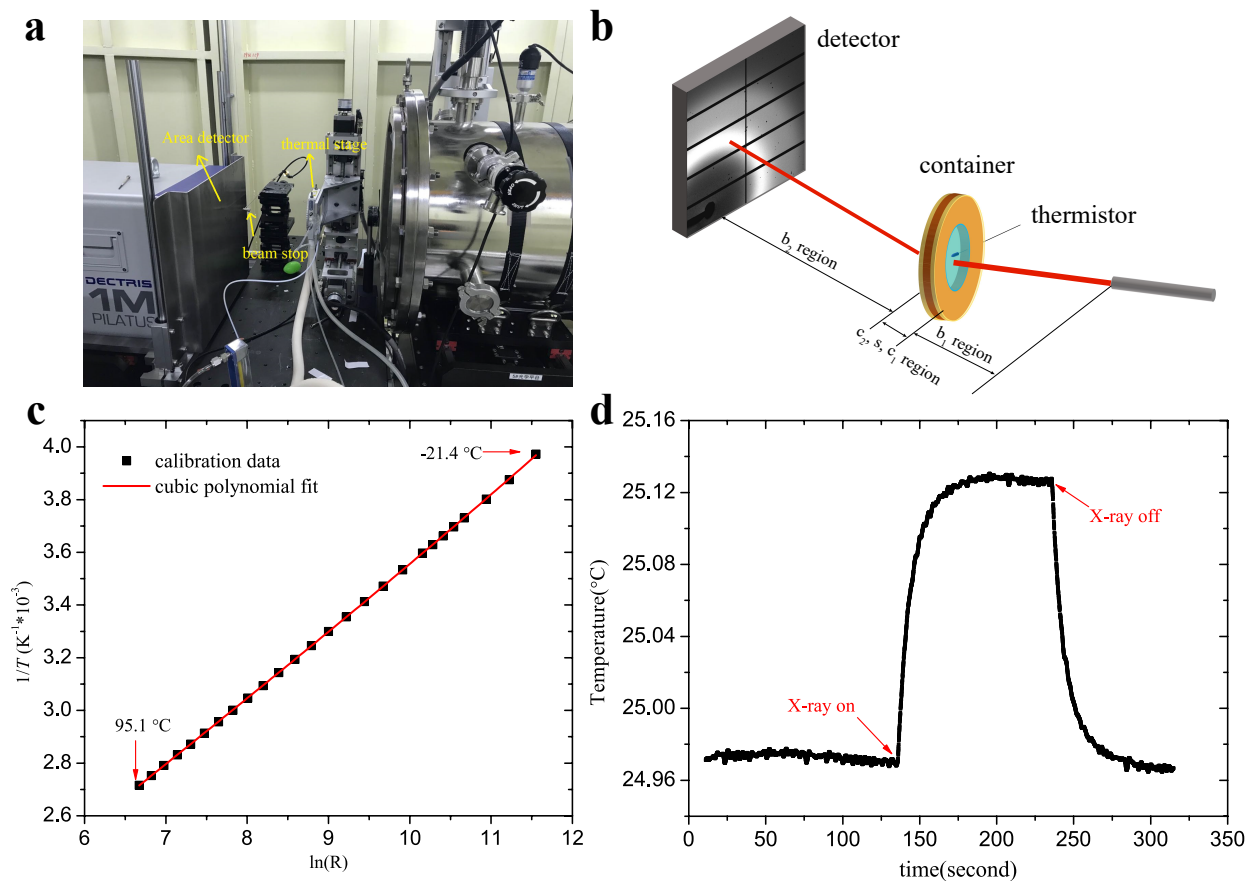 a
Area detector
thermal stage
beam stop
DECTRIS
1M
PILATUS
b
detector
container
thermistor
b₂ region
c₂, s, c₁ region
b₁ region
c
4.0
3.8
3.6
3.4
3.2
3.0
2.8
2.6
1/T (K⁻¹*10⁻³)
calibration data
cubic polynomial fit
-21.4 °C
95.1 °C
6 7 8 9 10 11 12
ln(R)
d
25.16
25.12
25.08
25.04
25.00
24.96
Temperature(°C)
X-ray on
X-ray off
0 50 100 150 200 250 300 350
time(second)